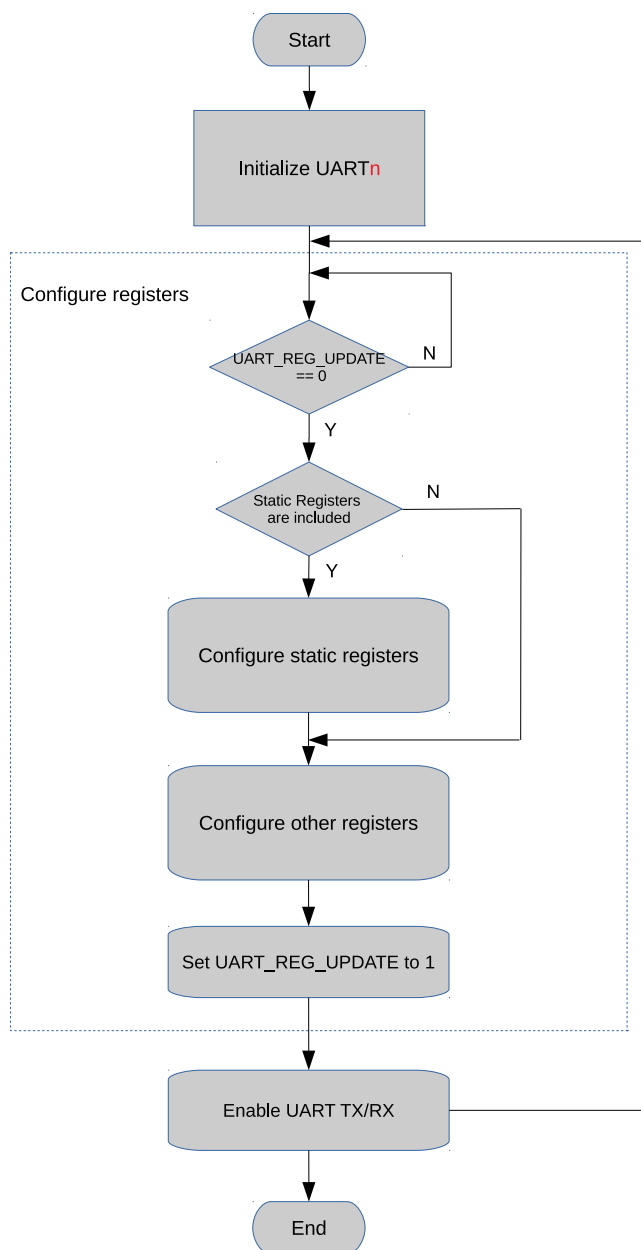 Start
Initialize UARTn
Configure registers
UART_REG_UPDATE
== 0
N
Y
Static Registers
are included
N
Y
Configure static registers
Configure other registers
Set UART_REG_UPDATE to 1
Enable UART TX/RX
End